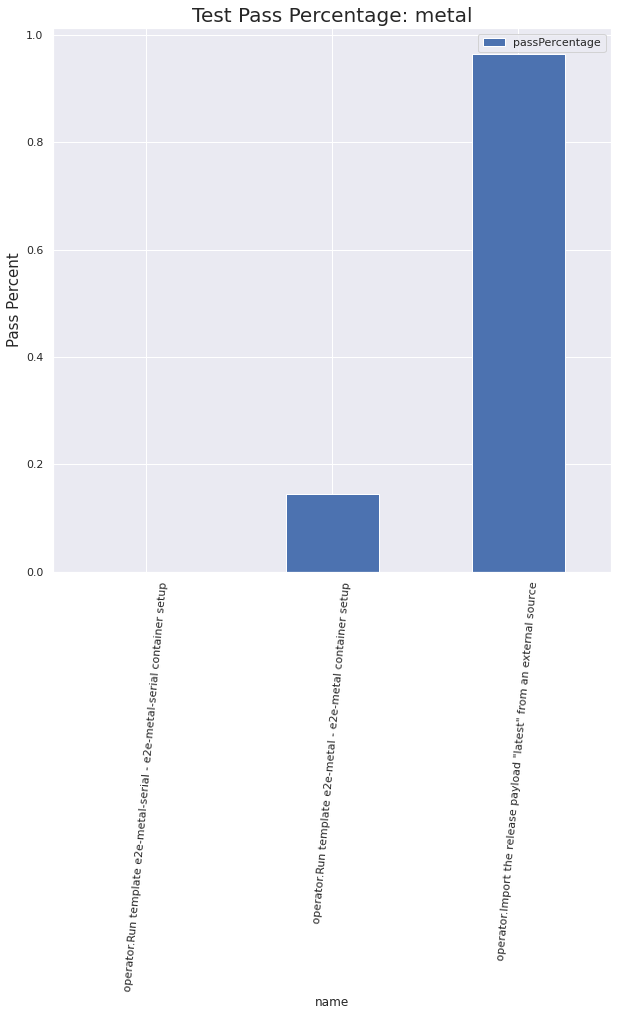 Test Pass Percentage: metal
passPercentage
Pass Percent
1.0
0.8
0.6
0.4
0.2
0.0
operator.Run template e2e-metal-serial - e2e-metal-serial container setup
operator.Run template e2e-metal - e2e-metal container setup
operator.Import the release payload "latest" from an external source
name